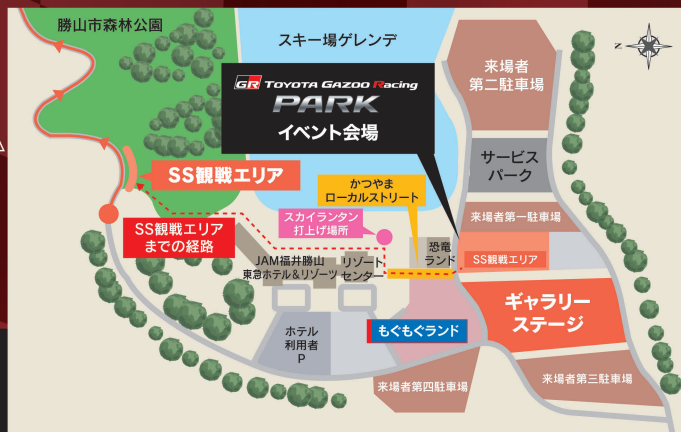 勝山市森林公園
スキー場ゲレンデ
N
来場者
第二駐車場
GR TOYOTA GAZOO Racing
PARK
イベント会場
サービス
パーク
SS観戦エリア
かつやま
ローカルストリート
スカイランタン
打上げ場所
来場者第一駐車場
SS観戦エリア
までの経路
恐竜
ランド
SS観戦エリア
JAM福井勝山
東急ホテル&リゾーツ
リゾート
センター
ギャラリー
ステージ
ホテル
利用者
P
もぐもぐランド
来場者第三駐車場
来場者第四駐車場